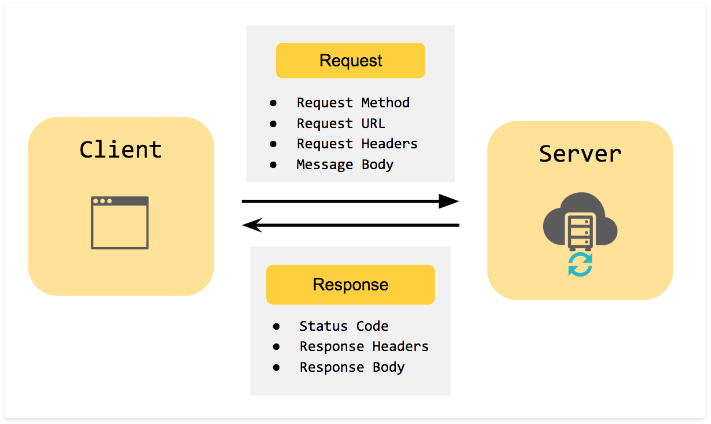 Request
● Request Method
● Request URL
● Request Headers
● Message Body
Client
Server
Response
● Status Code
● Response Headers
● Response Body